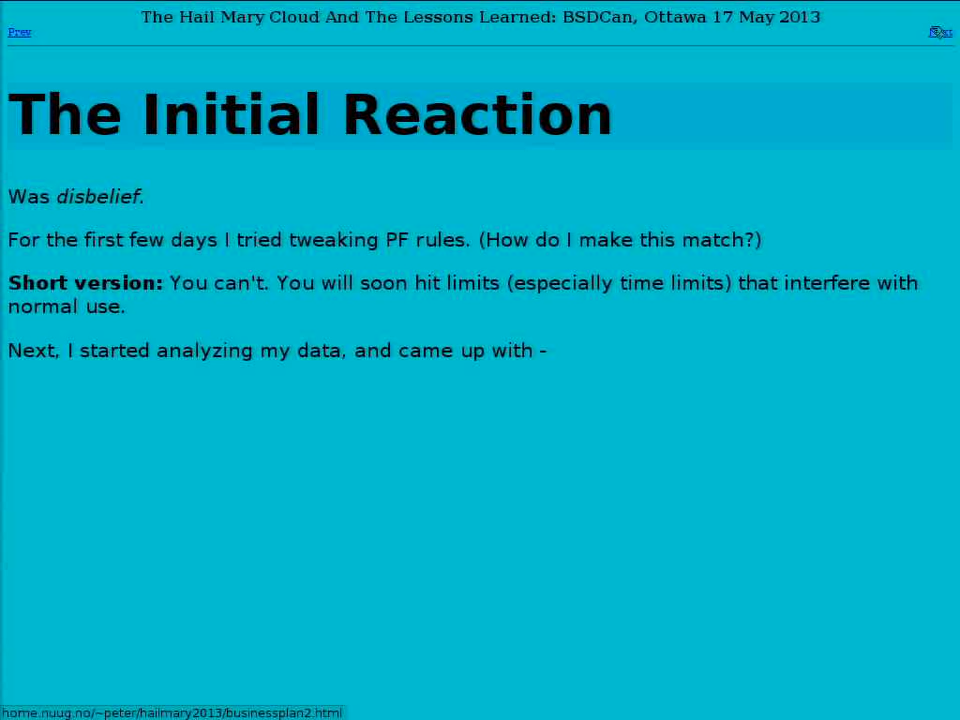 The Hail Mary Cloud And The Lessons Learned: BSDCan, Ottawa 17 May 2013
Prev
The Initial Reaction
Was disbelief.
For the first few days I tried tweaking PF rules. (How do I make this match?)
Short version: You can't. You will soon hit limits (especially time limits) that interfere with
normal use.
Next, I started analyzing my data, and came up with -
home.nuug.no/~peter/hailmary2013/businessplan2.html